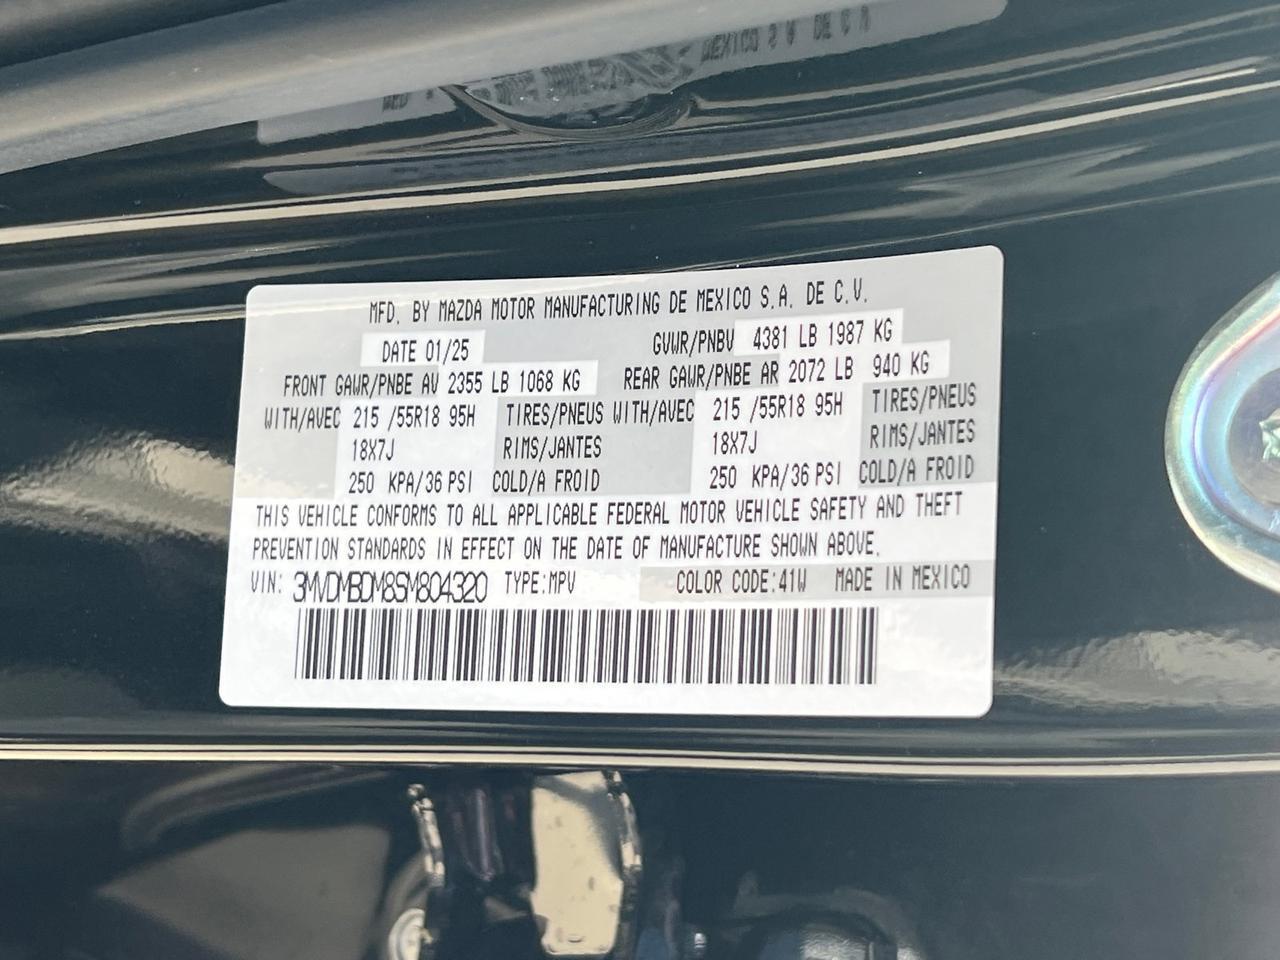 MFD. BY MAZDA MOTOR MANUFACTURING DE MEXICO S.A. DE C.V.
DATE 01/25 GVWR/PNBV 4381 LB 1987 KG
FRONT GAWR/PNBE AV 2355 LB 1068 KG REAR GAWR/PNBE AR 2072 LB 940 KG
WITH/AVEC 215 /55R18 95H TIRES/PNEUS WITH/AVEC 215 /55R18 95H TIRES/PNEUS
18X7J RIMS/JANTES 18X7J RIMS/JANTES
250 KPA/36 PSI COLD/A FROID 250 KPA/36 PSI COLD/A FROID
THIS VEHICLE CONFORMS TO ALL APPLICABLE FEDERAL MOTOR VEHICLE SAFETY AND THEFT
PREVENTION STANDARDS IN EFFECT ON THE DATE OF MANUFACTURE SHOWN ABOVE.
VIN: 3MVDMBDM8SM804320 TYPE:MPV COLOR CODE:41W MADE IN MEXICO